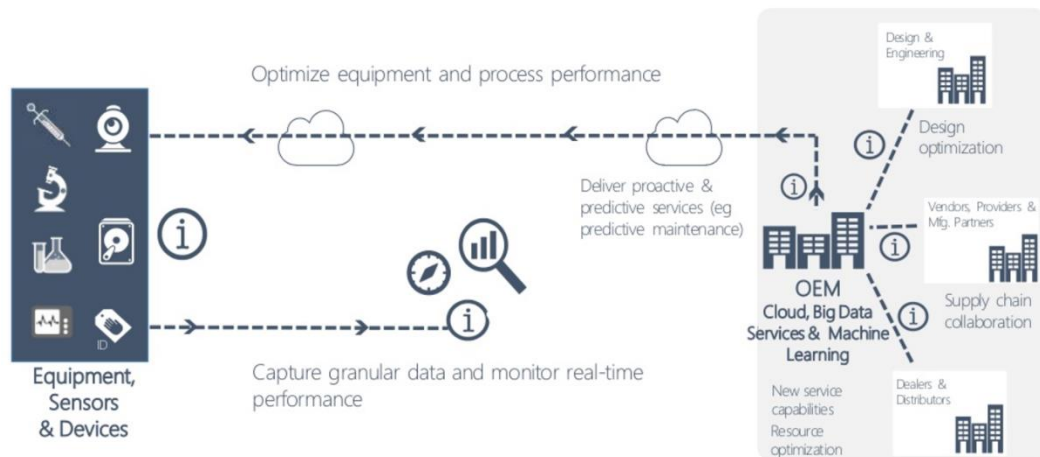 Design &
Engineering
Optimize equipment and process performance
Design
optimization
Deliver proactive &
predictive services (eg
predictive maintenance)
Vendors, Providers &
Mfg. Partners
i
i
i
i
i
i
ID
OEM
Cloud, Big Data
Services & Machine
Learning
Supply chain
collaboration
Equipment,
Sensors
& Devices
Capture granular data and monitor real-time
performance
New service
capabilities
Resource
optimization
Dealers &
Distributors